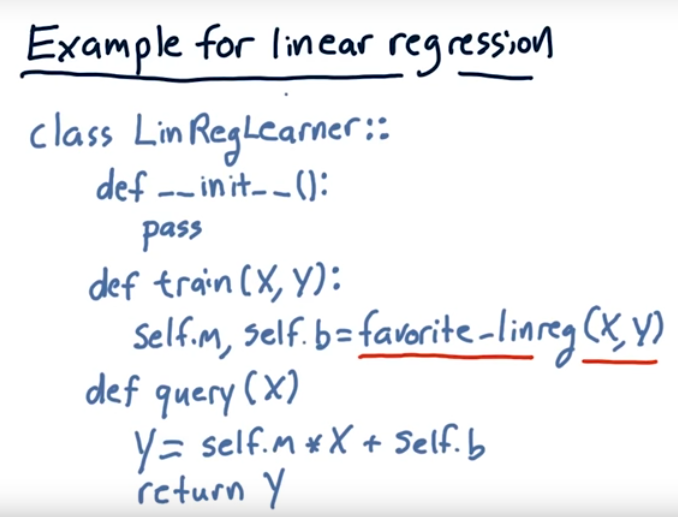 Example for linear regression
class LinRegLearner::
def __init__():
pass
def train(X, Y):
self.m, self.b = favorite_linreg(X, Y)
def query(X)
Y = self.m * X + self.b
return Y